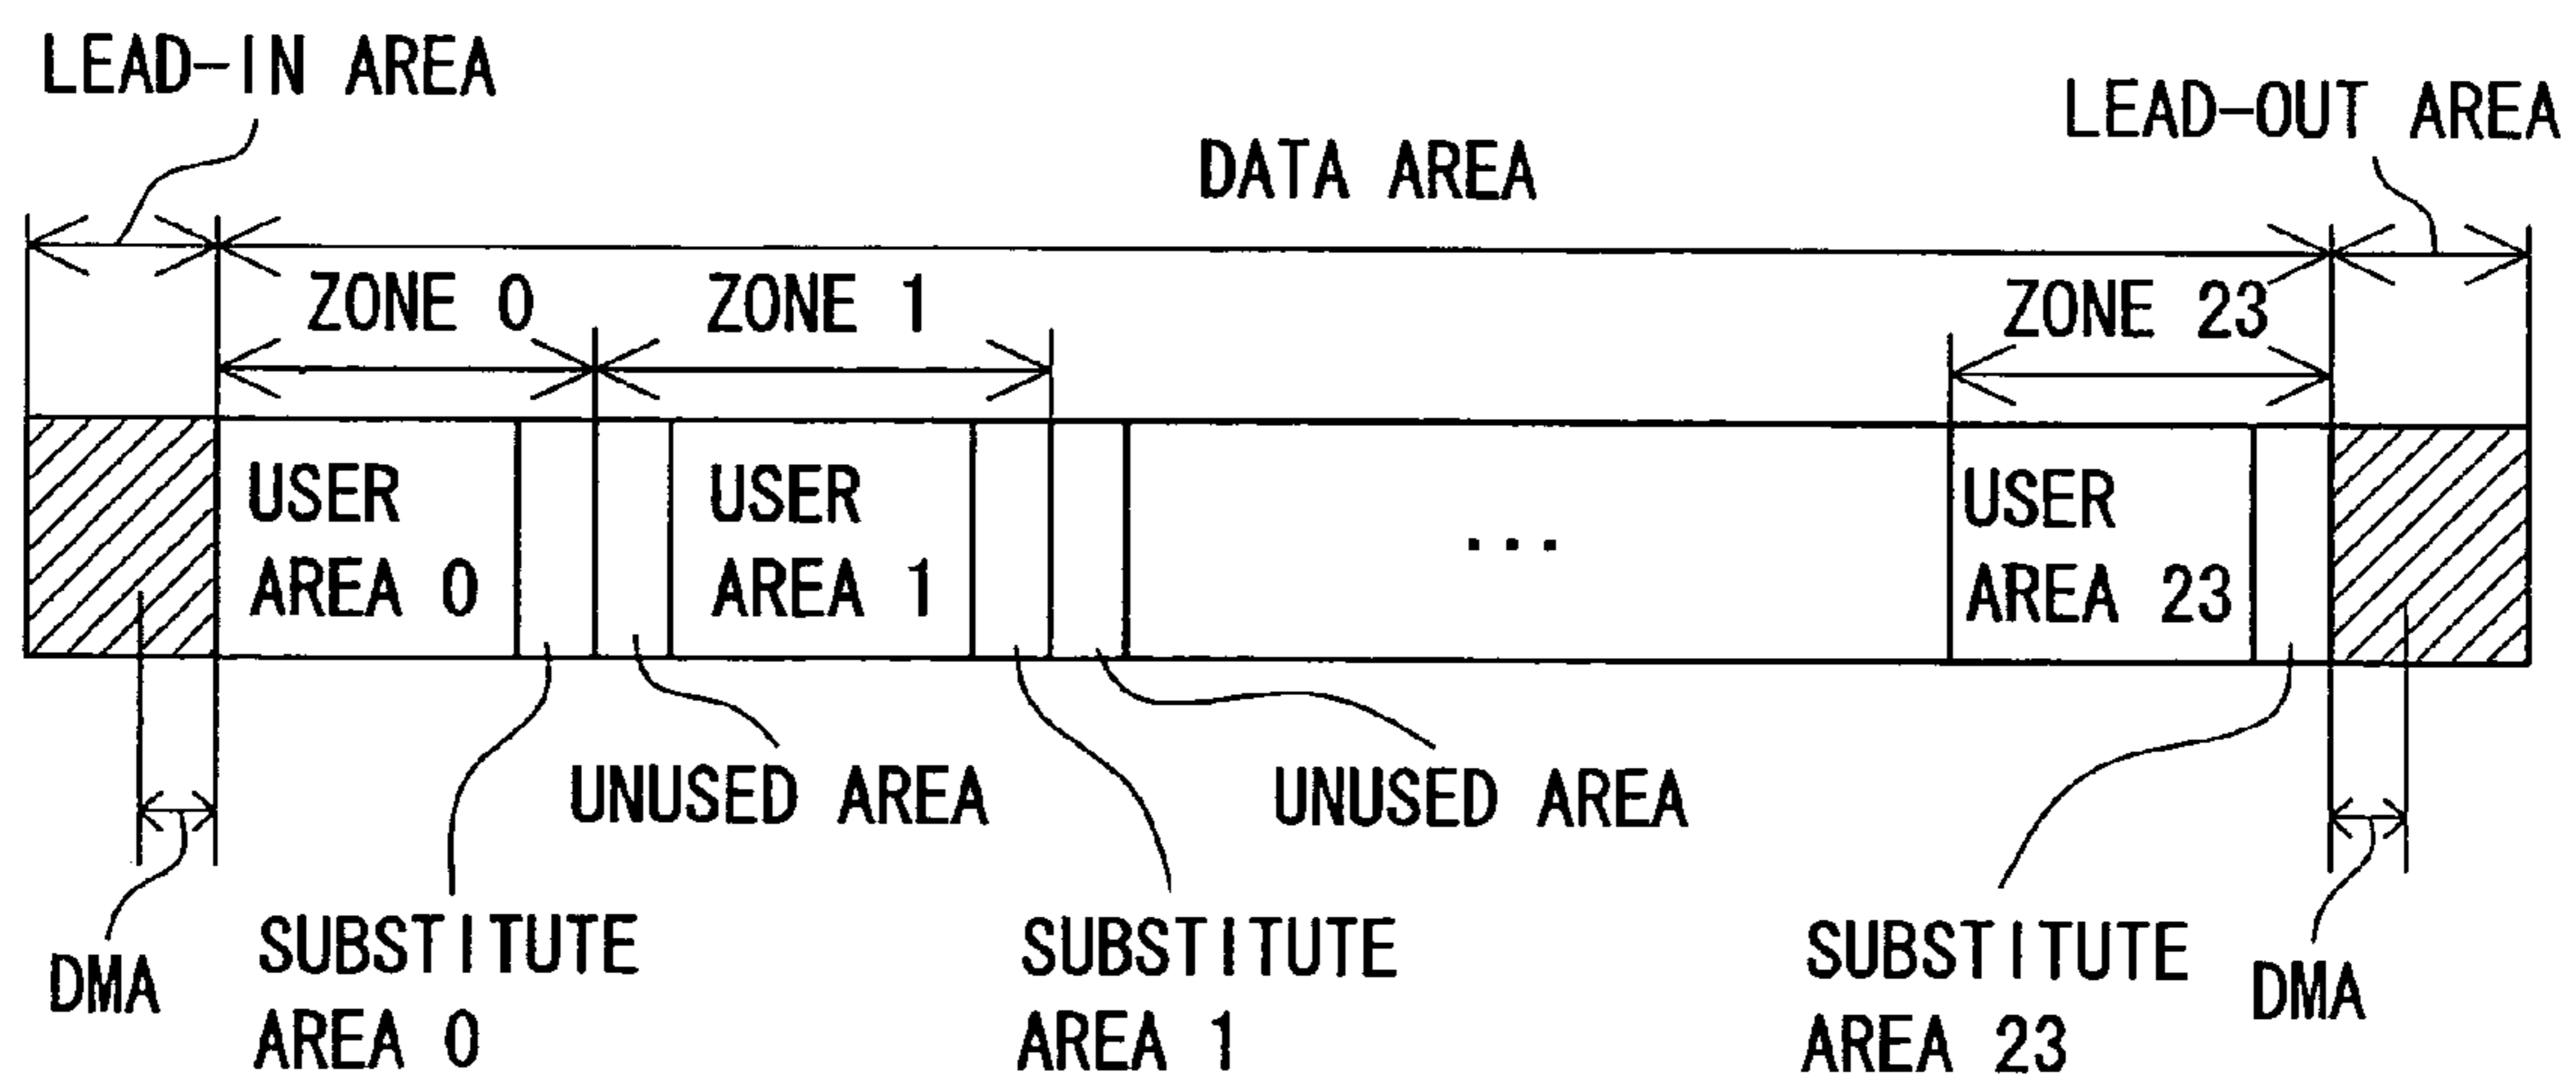 LEAD-IN AREA
LEAD-OUT AREA
DATA AREA
ZONE 0
ZONE 1
ZONE 23
USER
AREA 0
USER
AREA 1
...
USER
AREA 23
UNUSED AREA
UNUSED AREA
DMA
SUBSTITUTE
AREA 0
SUBSTITUTE
AREA 1
SUBSTITUTE
AREA 23
DMA